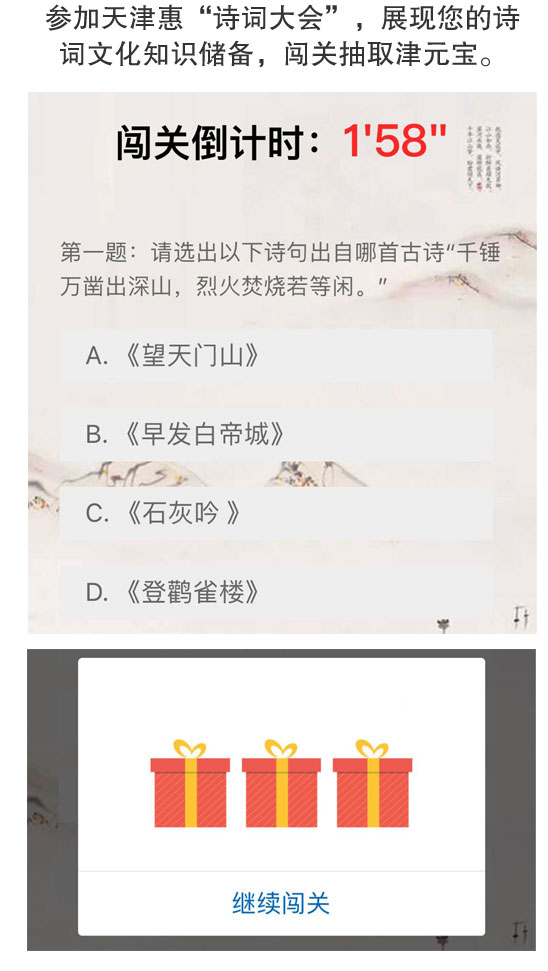 参加天津惠“诗词大会”，展现您的诗
词文化知识储备，闯关抽取津元宝。
闯关倒计时：1'58"
第一题：请选出以下诗句出自哪首古诗“千锤
万凿出深山，烈火焚烧若等闲。”
A.《望天门山》
B.《早发白帝城》
C.《石灰吟 》
D.《登鹳雀楼》
继续闯关